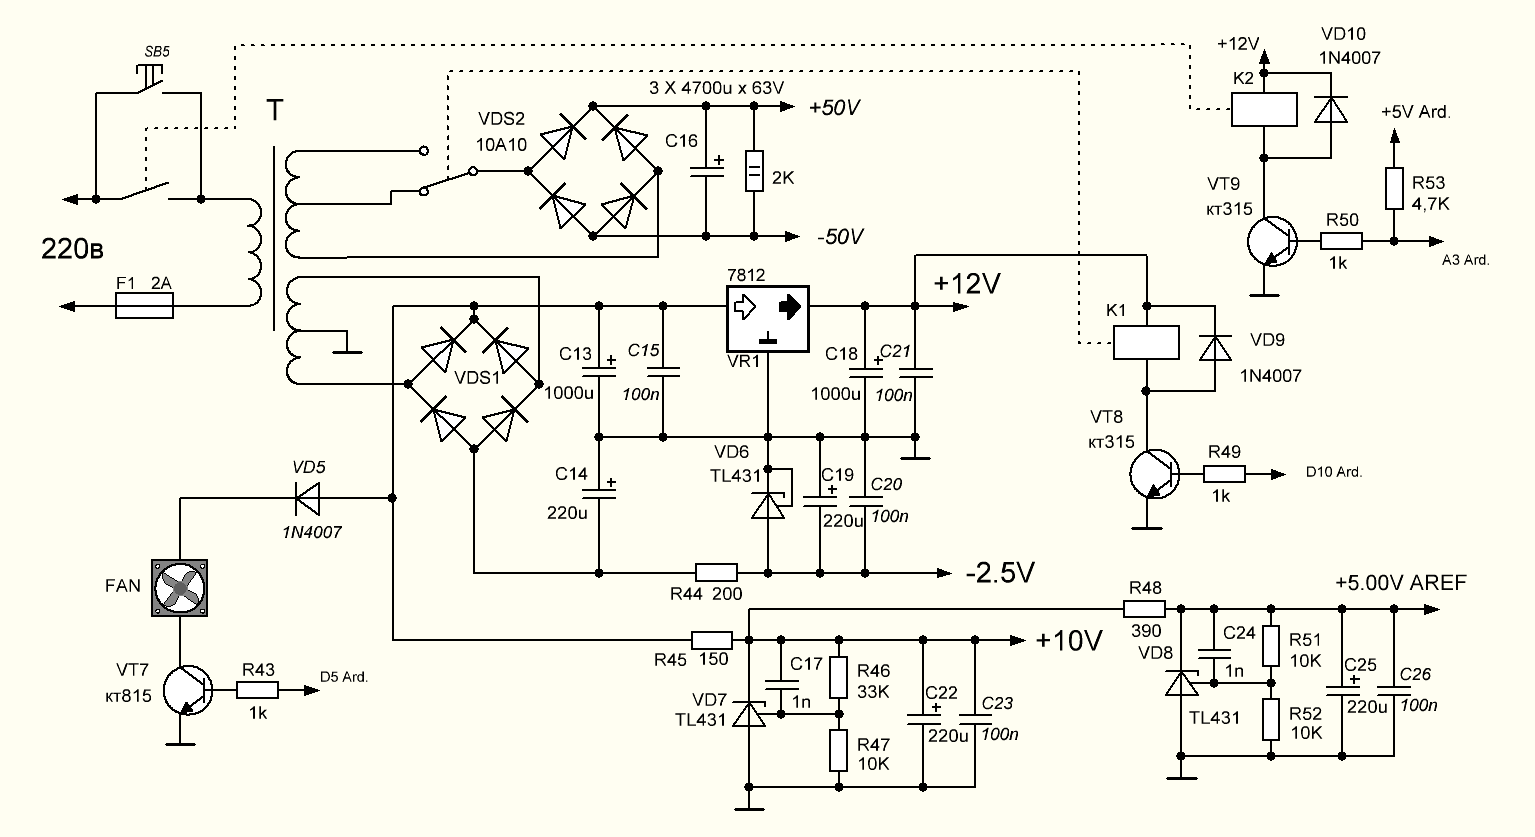 SB5
T
220в
F1 2A
VDS2
10A10
3 X 4700u x 63V
+50V
C16
+
2K
-50V
+12V
K2
VD10
1N4007
+5V Ard.
VT9
кт315
R53
4,7K
R50
1k
A3 Ard.
7812
VR1
+12V
C13
+
1000u
C15
100n
C18
+
1000u
C21
100n
VDS1
K1
VD9
1N4007
VT8
кт315
R49
1k
D10 Ard.
VD5
1N4007
C14
+
220u
VD6
TL431
C19
+
220u
C20
100n
R44 200
-2.5V
FAN
VT7
кт815
R43
1k
D5 Ard.
R45 150
+10V
C17
1n
R46
33K
VD7
TL431
R47
10K
C22
+
220u
C23
100n
R48
390
+5.00V AREF
VD8
TL431
C24
1n
R51
10K
R52
10K
C25
+
220u
C26
100n